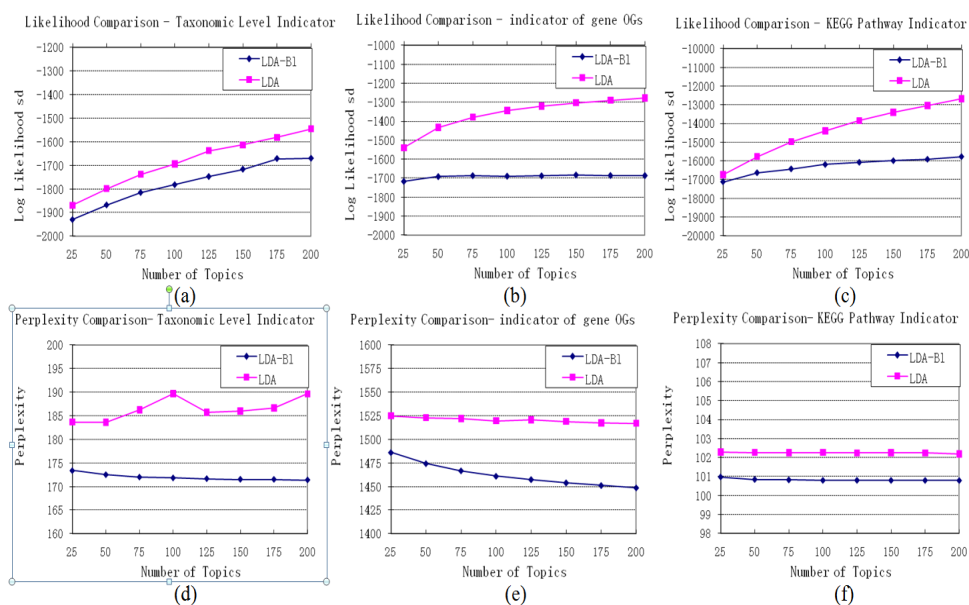 Likelihood Comparison - Taxonomic Level Indicator
-1200
-1300
-1400
-1500
-1600
-1700
-1800
-1900
-2000
Log Likelihood sd
LDA-B1
LDA
25 50 75 100 125 150 175 200
Number of Topics
(a)
Likelihood Comparison - indicator of gene OGs
-1000
-1100
-1200
-1300
-1400
-1500
-1600
-1700
-1800
-1900
-2000
Log Likelihood sd
LDA-B1
LDA
25 50 75 100 125 150 175 200
Number of Topics
(b)
Likelihood Comparison - KEGG Pathway Indicator
-10000
-11000
-12000
-13000
-14000
-15000
-16000
-17000
-18000
-19000
-20000
Log Likelihood sd
LDA-B1
LDA
25 50 75 100 125 150 175 200
Number of Topics
(c)
Perplexity Comparison- Taxonomic Level Indicator
200
195
190
185
180
175
170
165
160
Perplexity
LDA-B1
LDA
25 50 75 100 125 150 175 200
Number of Topics
(d)
Perplexity Comparison- indicator of gene OGs
1600
1575
1550
1525
1500
1475
1450
1425
1400
Perplexity
LDA-B1
LDA
25 50 75 100 125 150 175 200
Number of Topics
(e)
Perplexity Comparison- KEGG Pathway Indicator
108
107
106
105
104
103
102
101
100
99
98
Perplexity
LDA-B1
LDA
25 50 75 100 125 150 175 200
Number of Topics
(f)